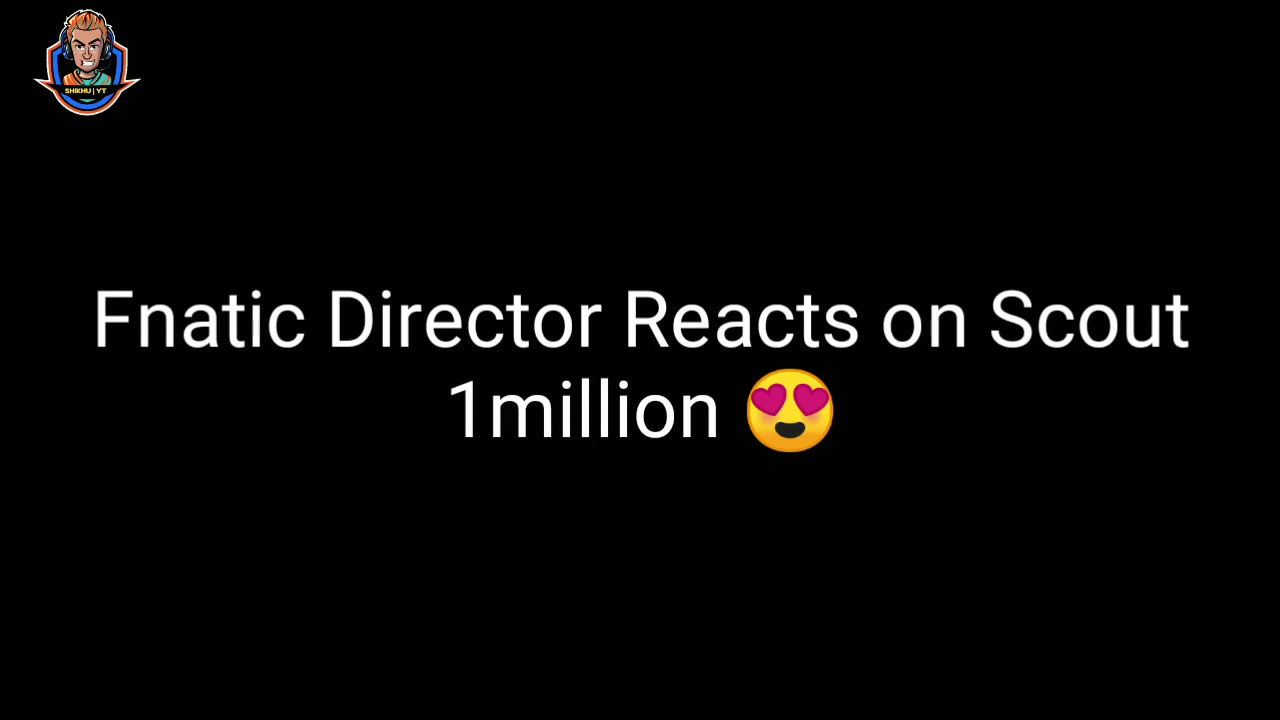 SHIKHU | YT
Fnatic Director Reacts on Scout
1million 😍